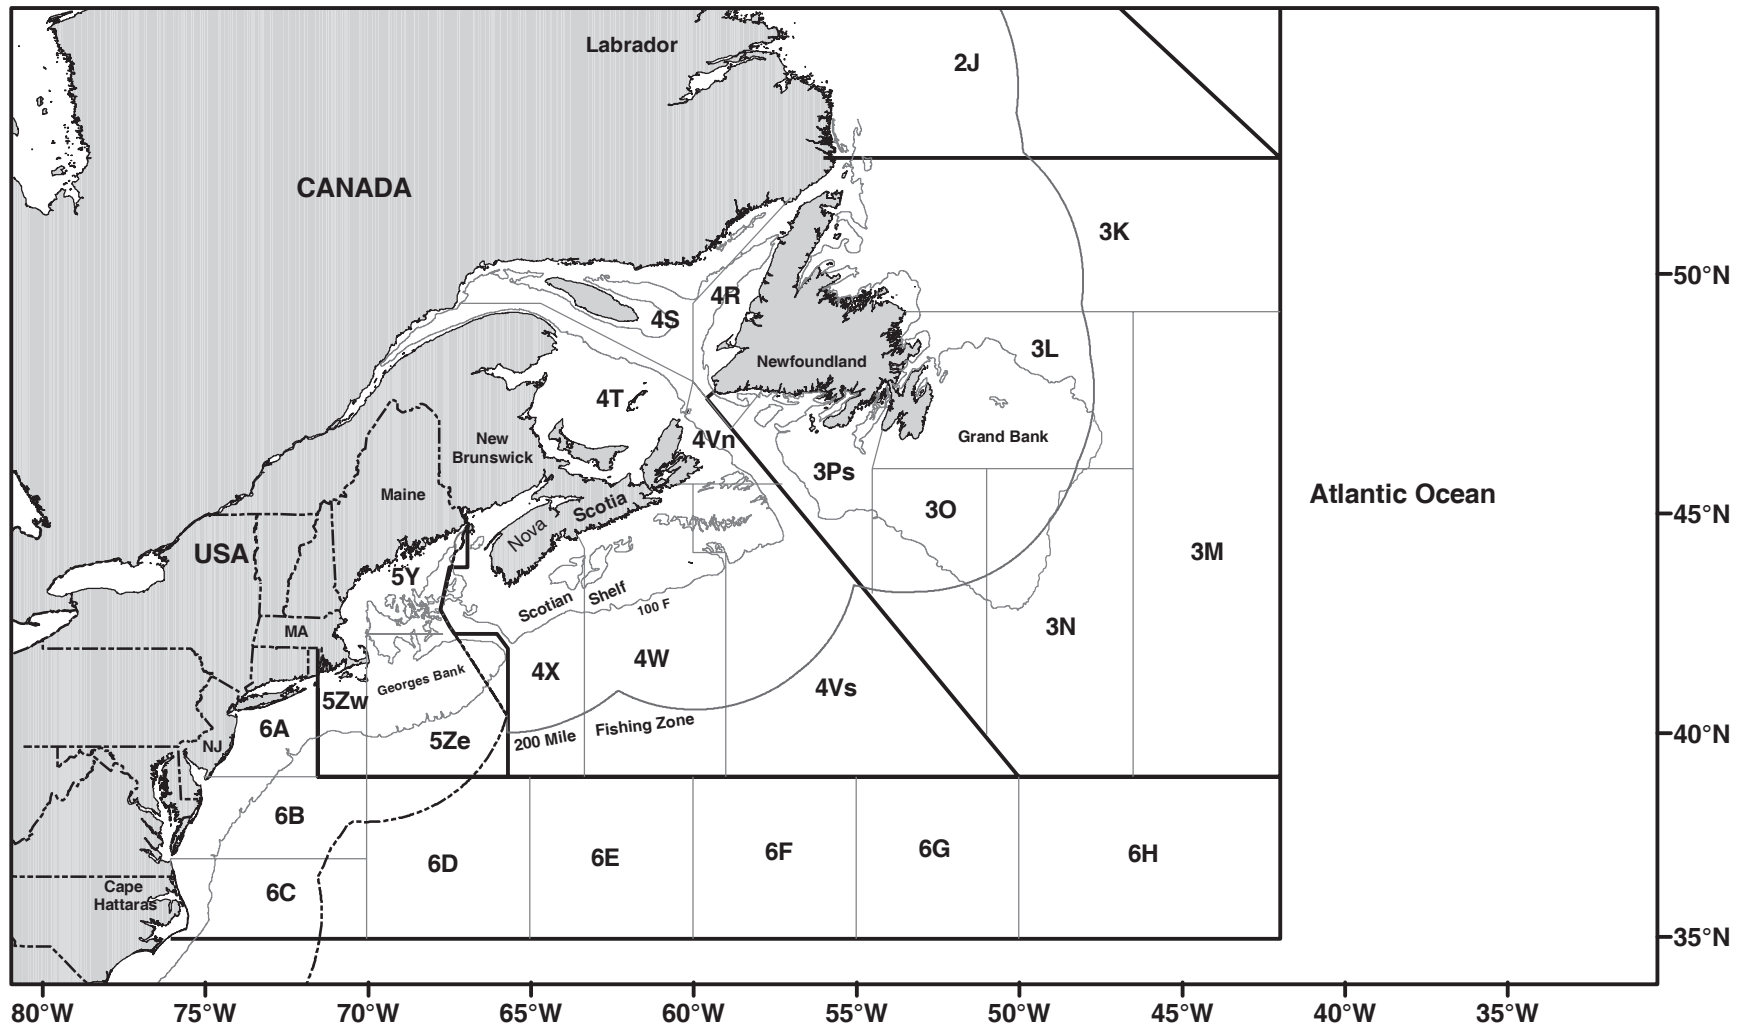 Labrador
2J
CANADA
3K
50°N
4R
4S
3L
Newfoundland
4T
Grand Bank
4Vn
New
Brunswick
3Ps
Maine
Atlantic Ocean
3O
Nova Scotia
45°N
USA
3M
5Y
Scotian Shelf
100 F
3N
MA
4W
4X
Georges Bank
4Vs
5Zw
6A
200 Mile Fishing Zone
40°N
5Ze
NJ
6B
6D
6E
6F
6G
6H
Cape
Hattaras
6C
35°N
80°W 75°W 70°W 65°W 60°W 55°W 50°W 45°W 40°W 35°W